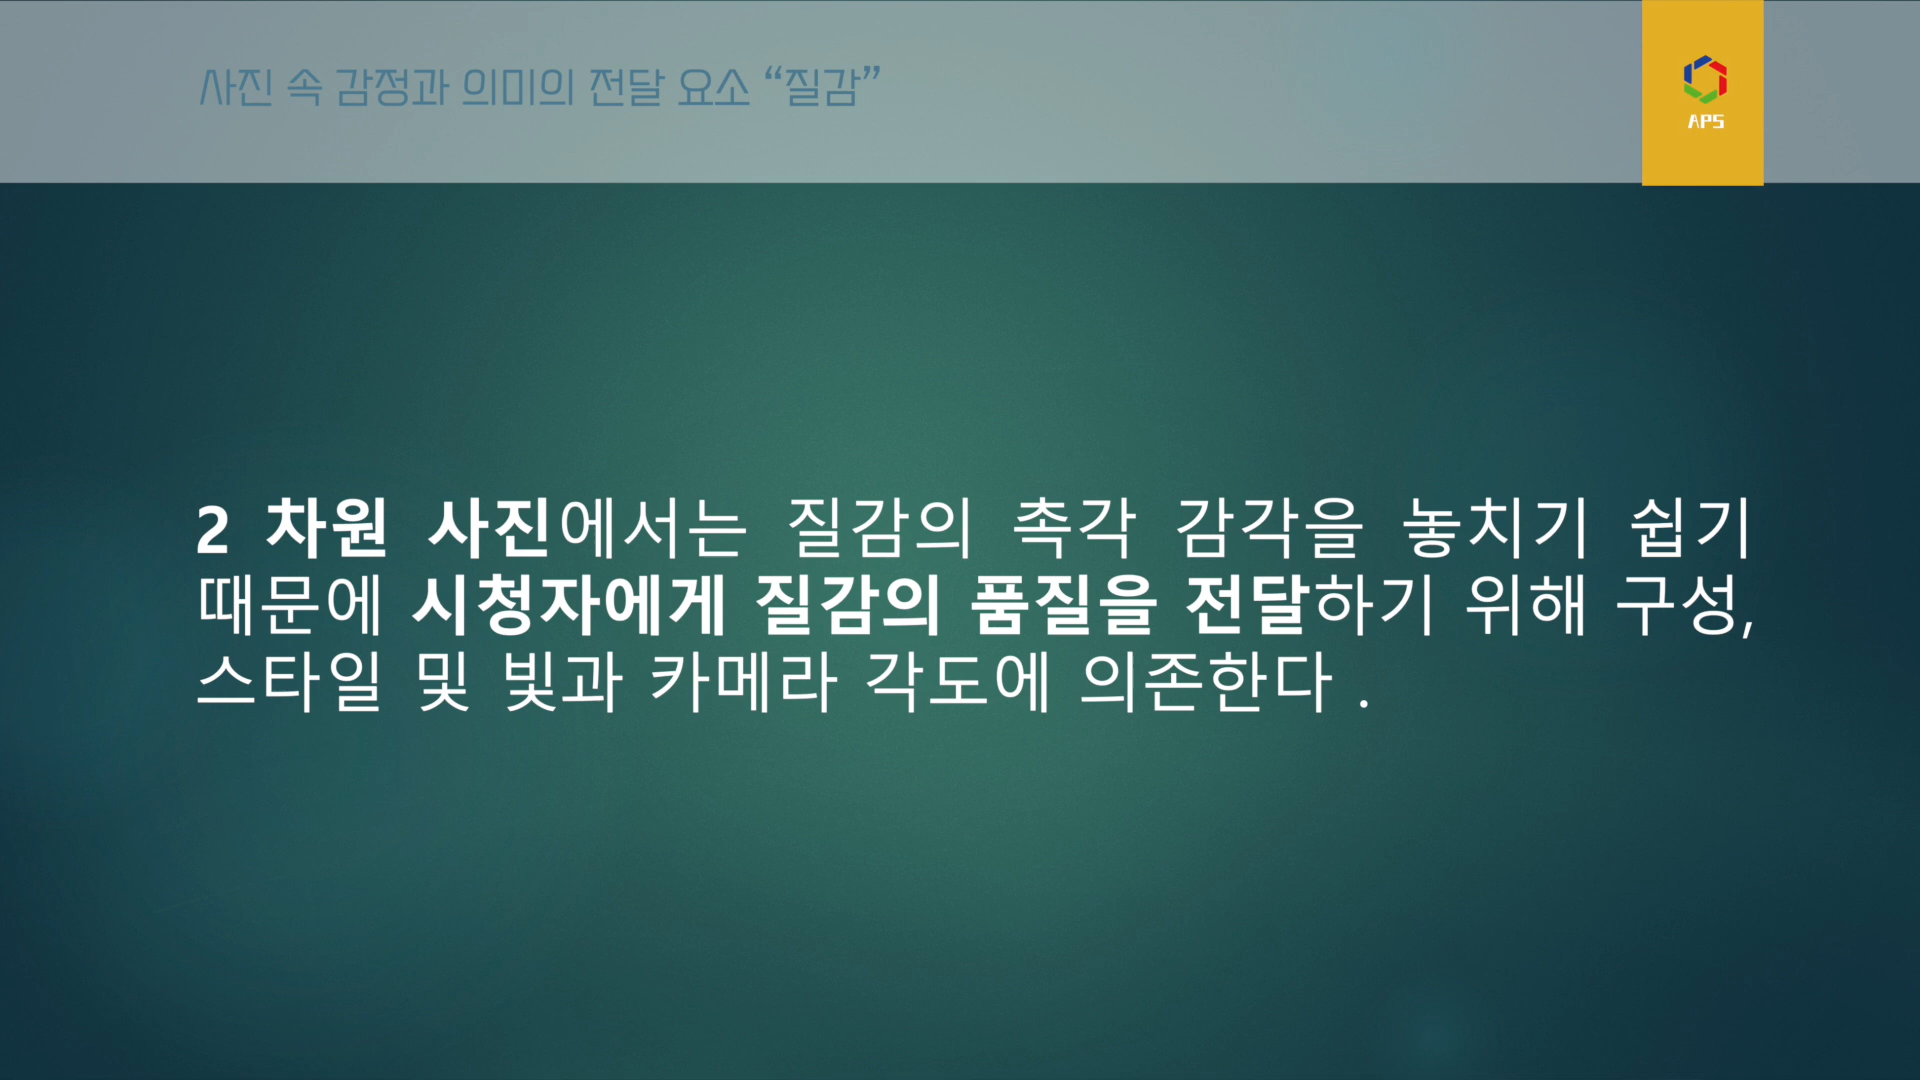 사진 속 감정과 의미의 전달 요소 “질감”
APS
2 차원 사진에서는 질감의 촉각 감각을 놓치기 쉽기
때문에 시청자에게 질감의 품질을 전달하기 위해 구성,
스타일 및 빛과 카메라 각도에 의존한다 .